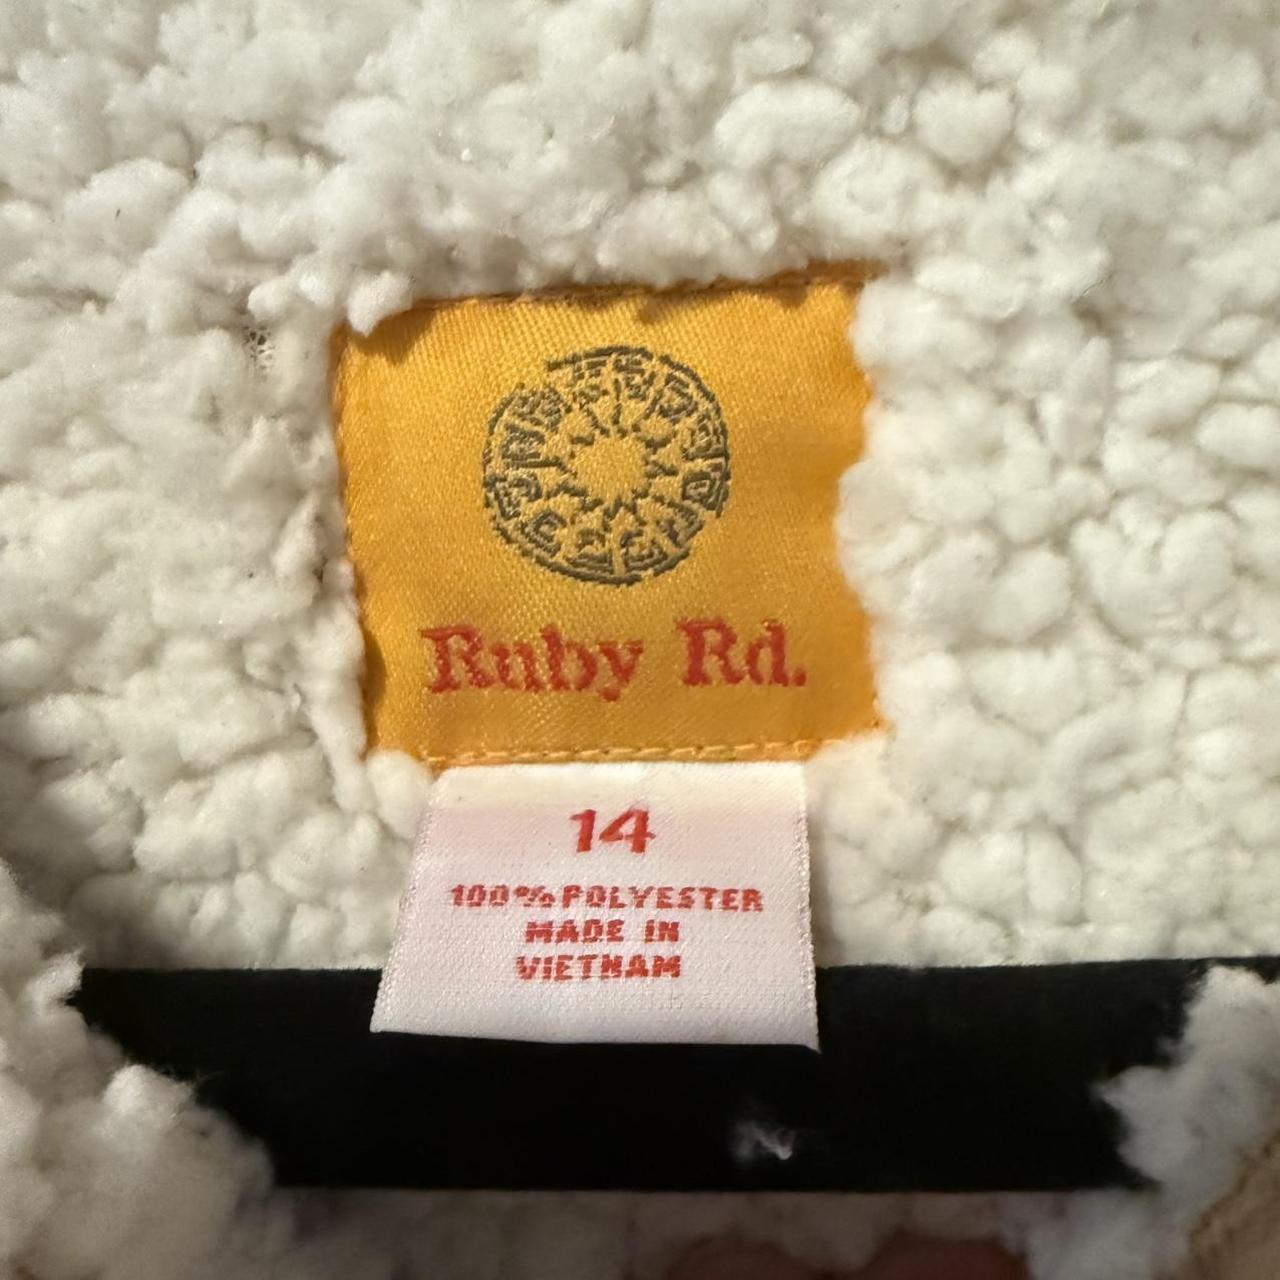 Ruby Rd.
14
100% POLYESTER
MADE IN
VIETNAM